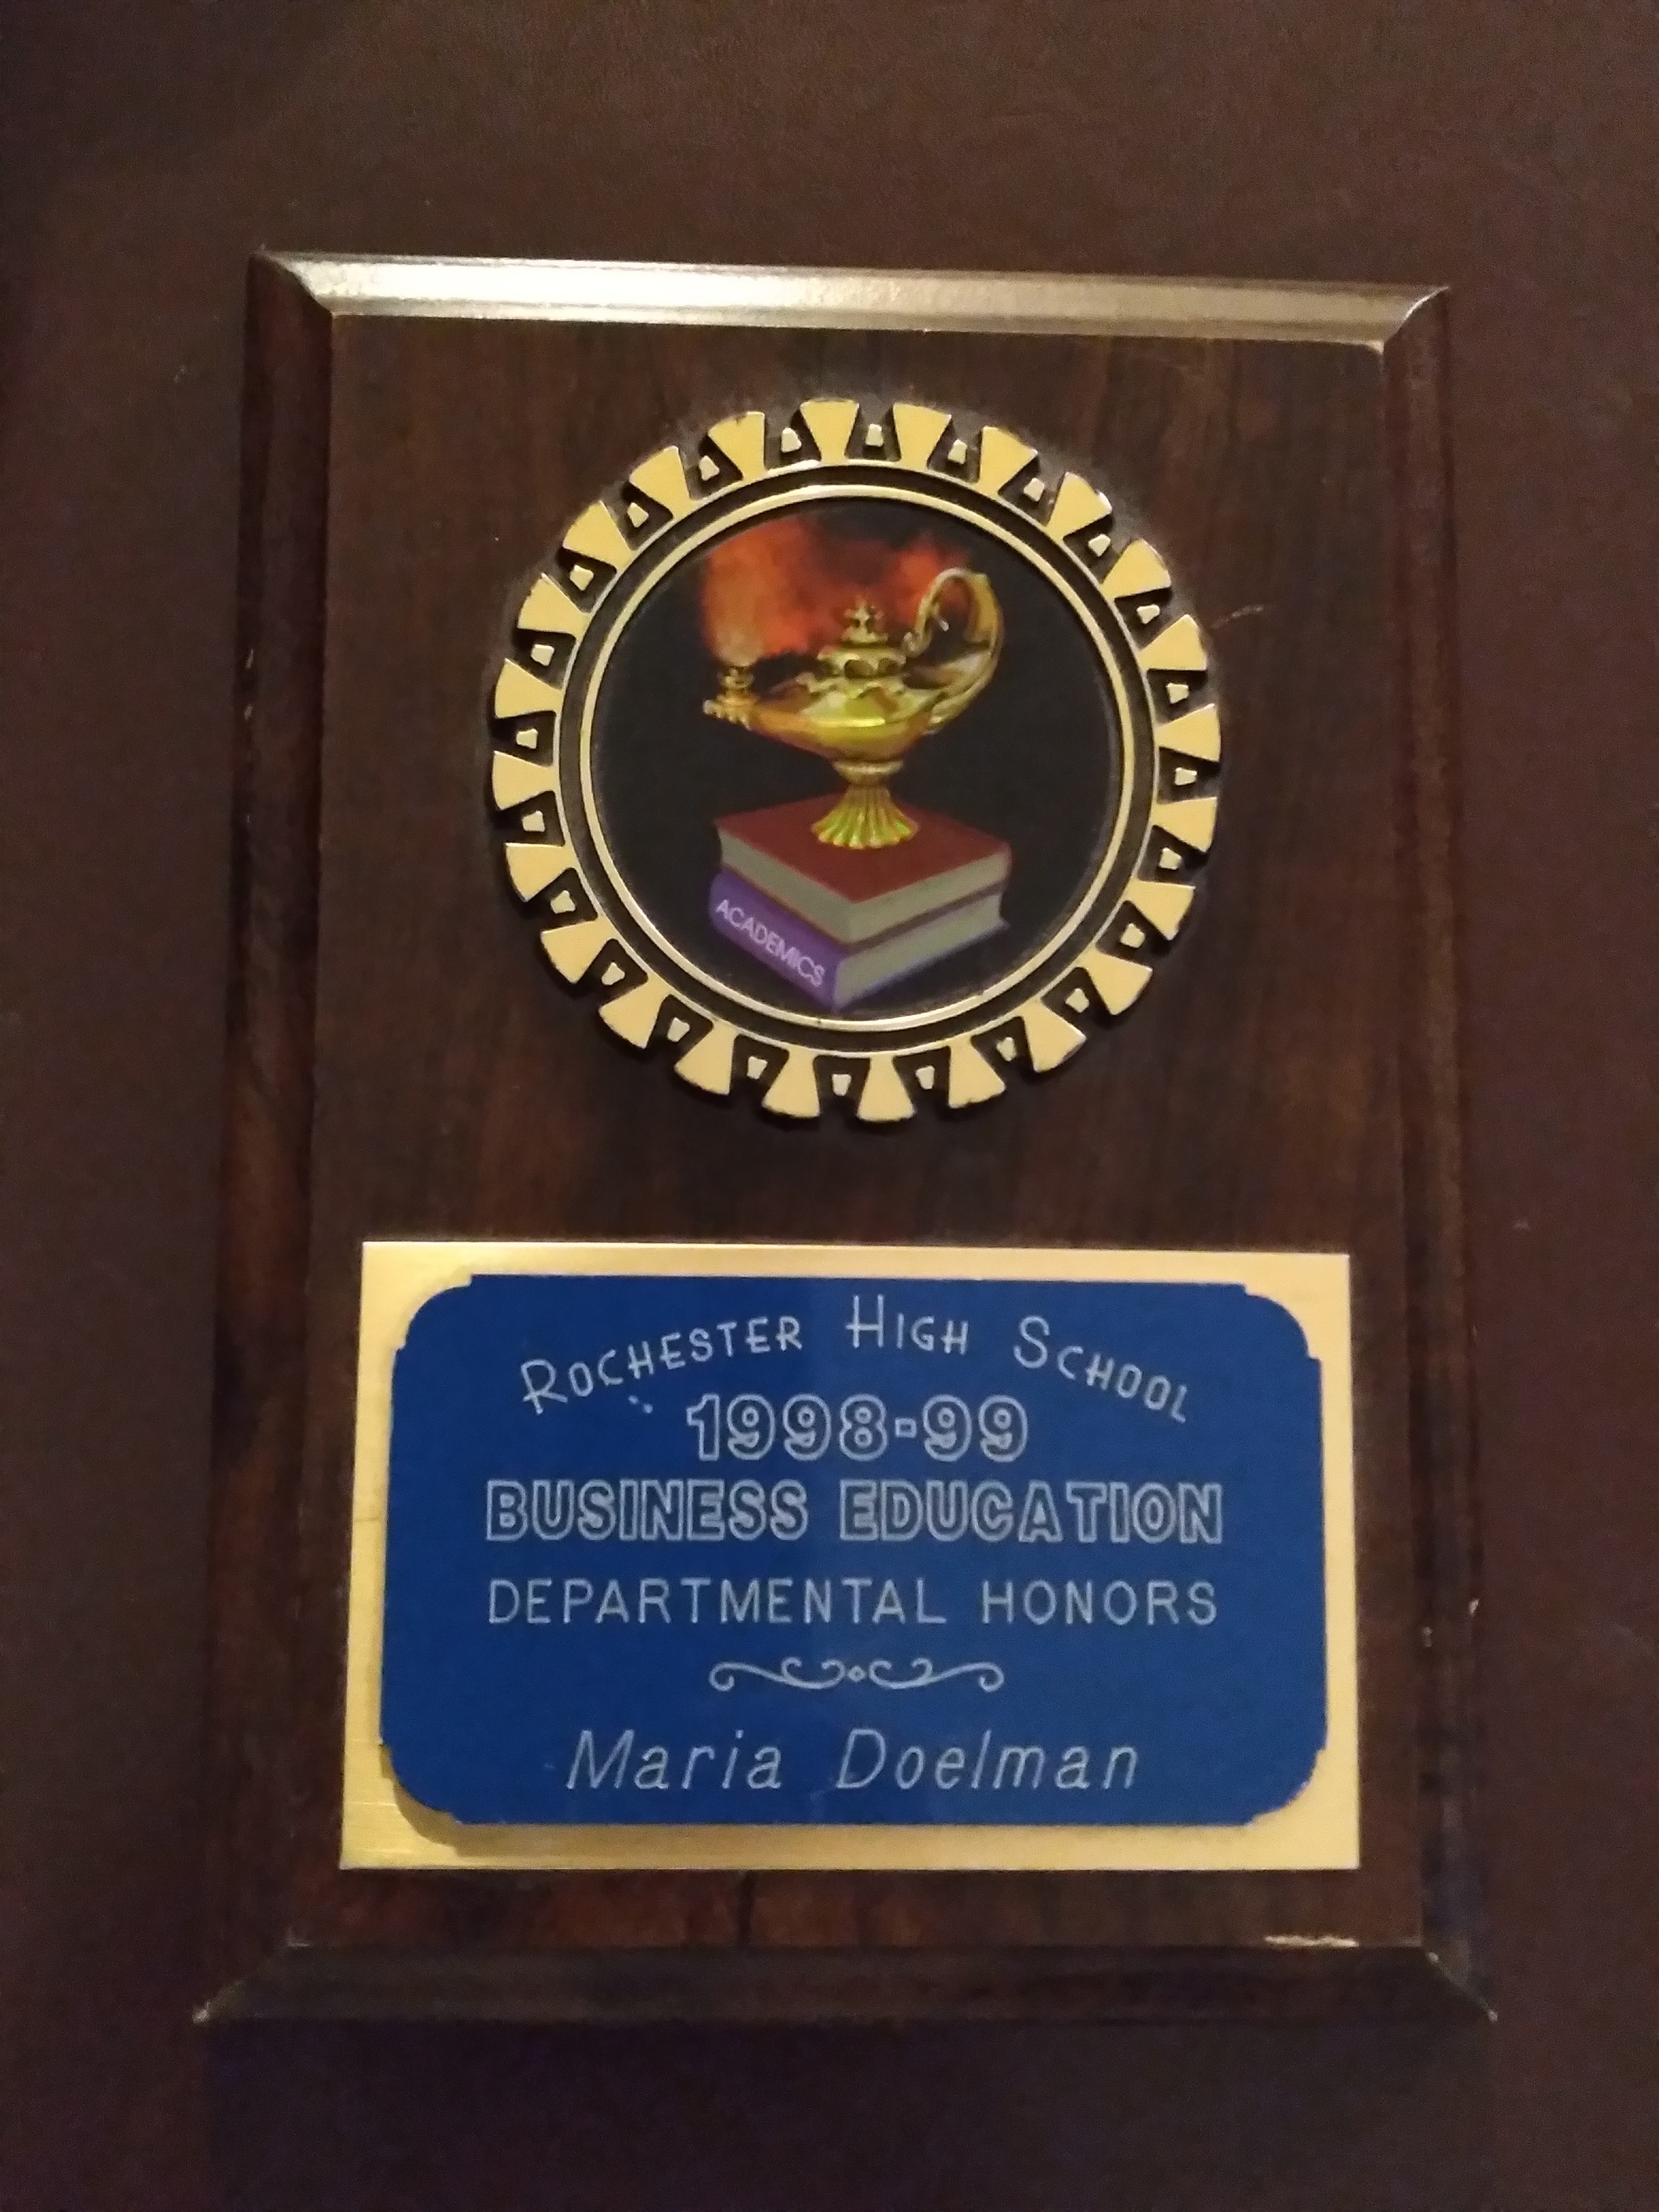 ACADEMICS
ROCHESTER HIGH SCHOOL
1998-99
BUSINESS EDUCATION
DEPARTMENTAL HONORS
Maria Doelman